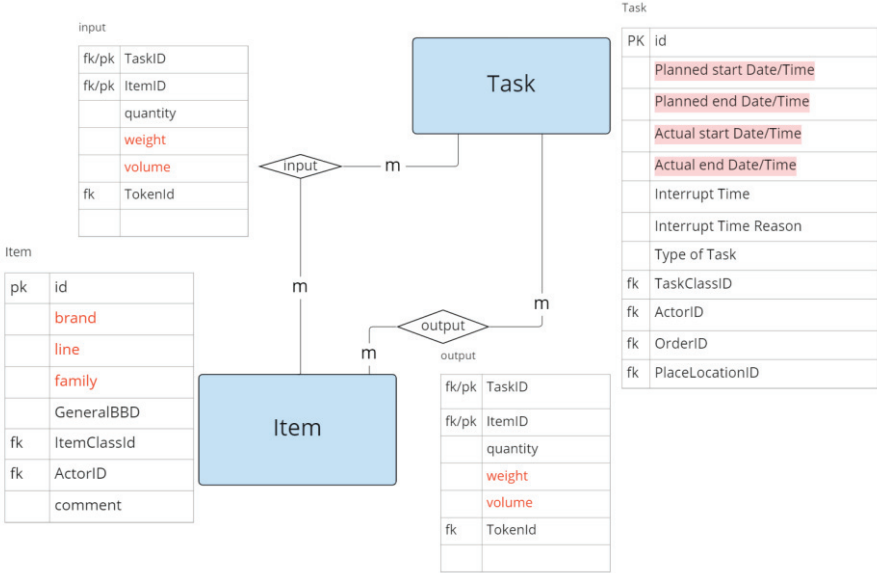 input
fk/pk TaskID
fk/pk ItemID
quantity
weight
volume
fk TokenId
Task
input
m
m
output
m
m
Item
Task
PK id
Planned start Date/Time
Planned end Date/Time
Actual start Date/Time
Actual end Date/Time
Interrupt Time
Interrupt Time Reason
Type of Task
fk TaskClassID
fk ActorID
fk OrderID
fk PlaceLocationID
Item
pk id
brand
line
family
GeneralBBD
fk ItemClassId
fk ActorID
comment
output
fk/pk TaskID
fk/pk ItemID
quantity
weight
volume
fk TokenId